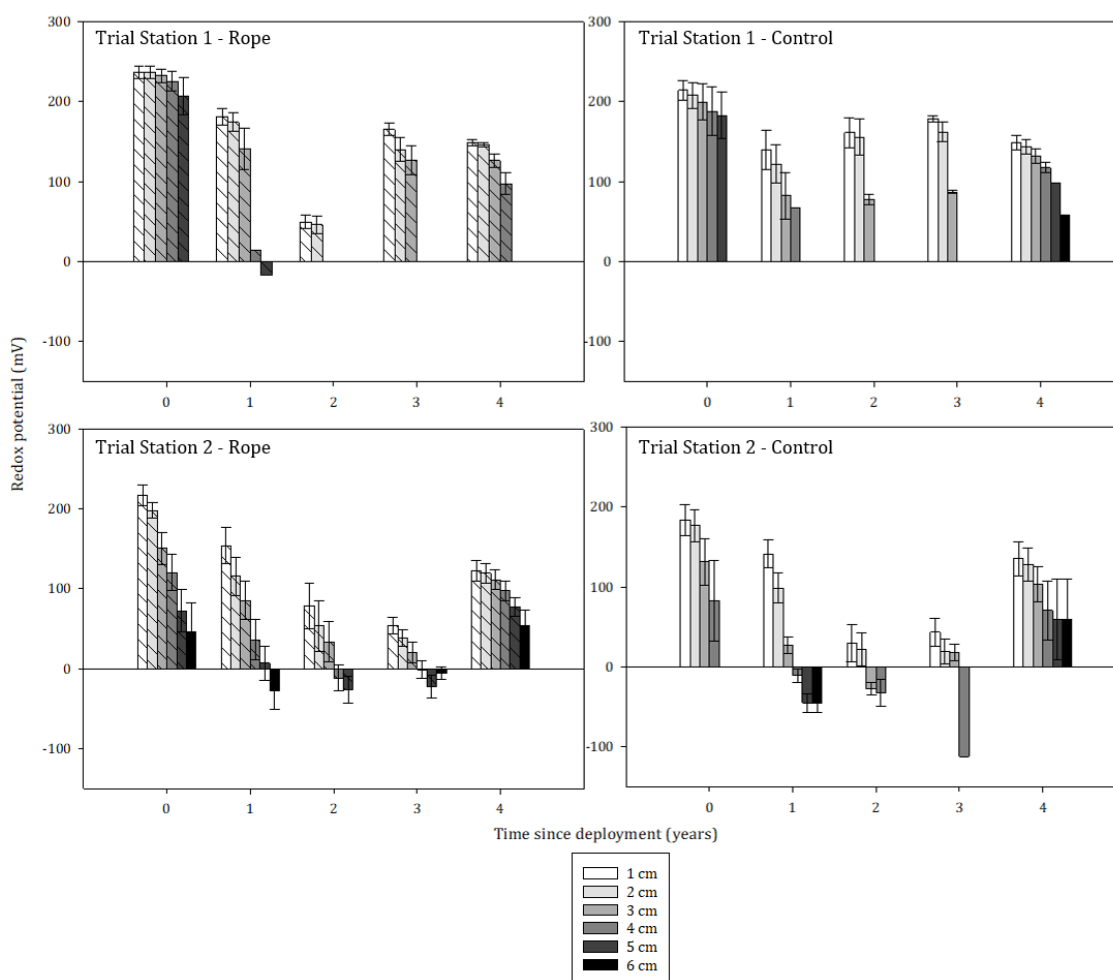 Trial Station 1 - Rope
300
200
100
0
-100
0 1 2 3 4
Trial Station 1 - Control
300
200
100
0
-100
0 1 2 3 4
Redox potential (mV)
Trial Station 2 - Rope
300
200
100
0
-100
0 1 2 3 4
Trial Station 2 - Control
300
200
100
0
-100
0 1 2 3 4
Time since deployment (years)
1 cm
2 cm
3 cm
4 cm
5 cm
6 cm